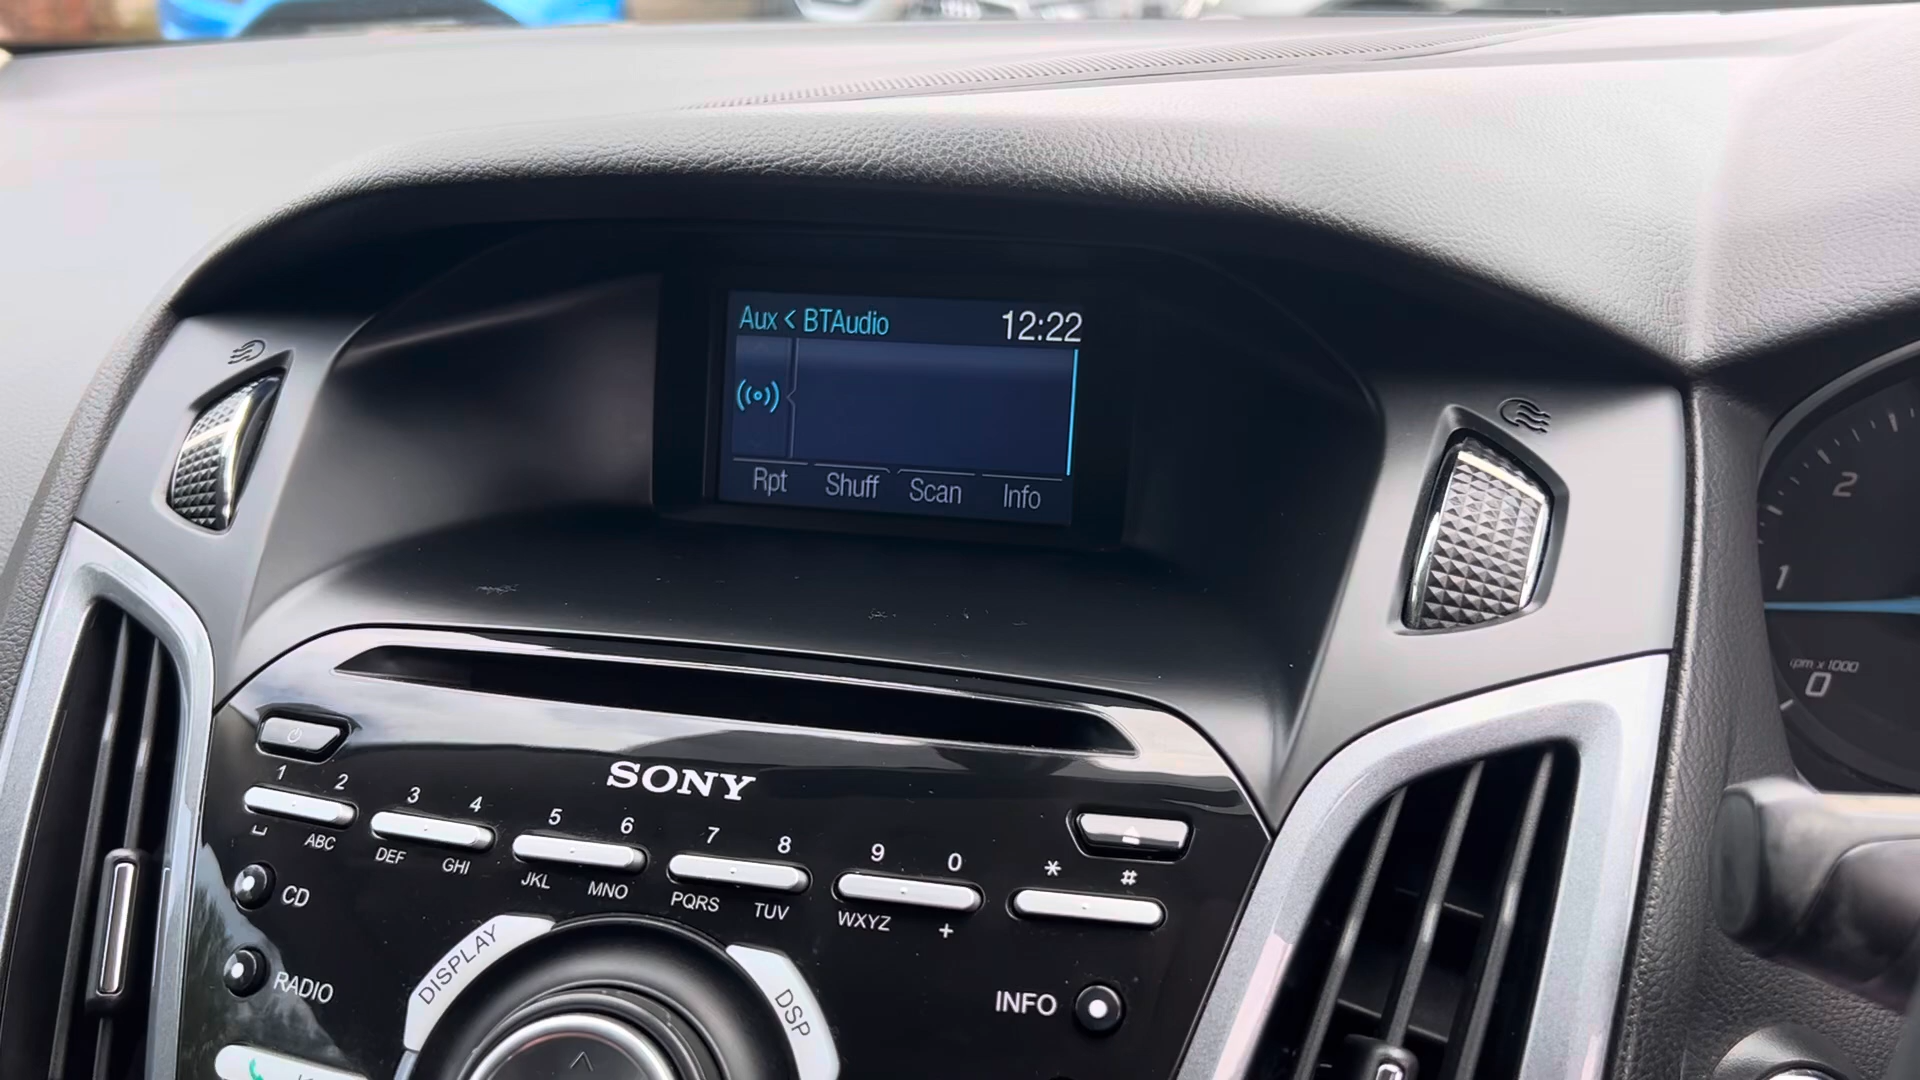 Aux < BTAudio 12:22
Rpt Shuff Scan Info
2
1
rpm x 1000
0
SONY
1 2 3 4 5 6 7 8 9 0 * #
ABC DEF GHI JKL MNO PQRS TUV WXYZ +
CD
RADIO
DISPLAY
DSP
INFO